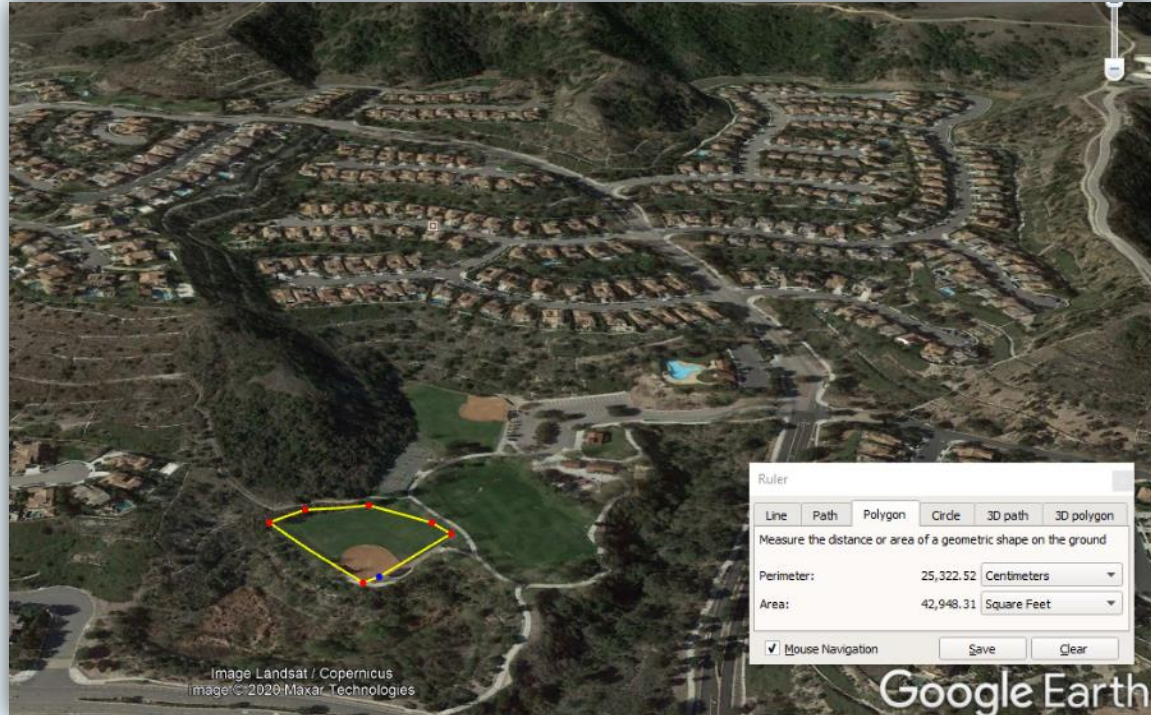 Ruler
Line Path Polygon Circle 3D path 3D polygon
Measure the distance or area of a geometric shape on the ground
Perimeter: 25,322.52 Centimeters
Area: 42,948.31 Square Feet
Mouse Navigation Save Clear
Image Landsat / Copernicus
Image © 2020 Maxar Technologies
Google Earth